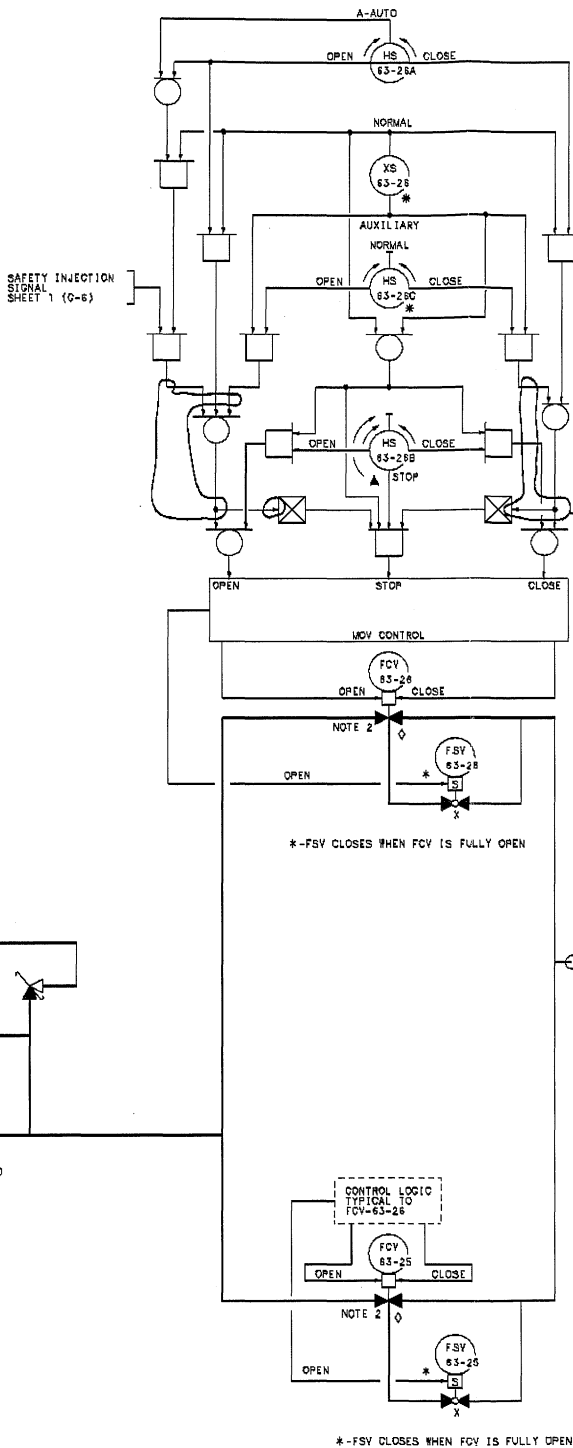 A-AUTO
OPEN HS CLOSE
63-26A
NORMAL
XS
63-26
*
AUXILIARY
NORMAL
SAFETY INJECTION
SIGNAL
SHEET 1 (G-6)
OPEN HS CLOSE
63-26C
*
OPEN HS CLOSE
63-26B
A STOP
OPEN STOP CLOSE
MOV CONTROL
FCV
63-26
OPEN CLOSE
NOTE 2
FSV
63-26
OPEN * S
X
*-FSV CLOSES WHEN FCV IS FULLY OPEN
CONTROL LOGIC
TYPICAL TO
FCV-63-26
FCV
63-25
OPEN CLOSE
NOTE 2
FSV
63-25
OPEN * S
X
*-FSV CLOSES WHEN FCV IS FULLY OPEN